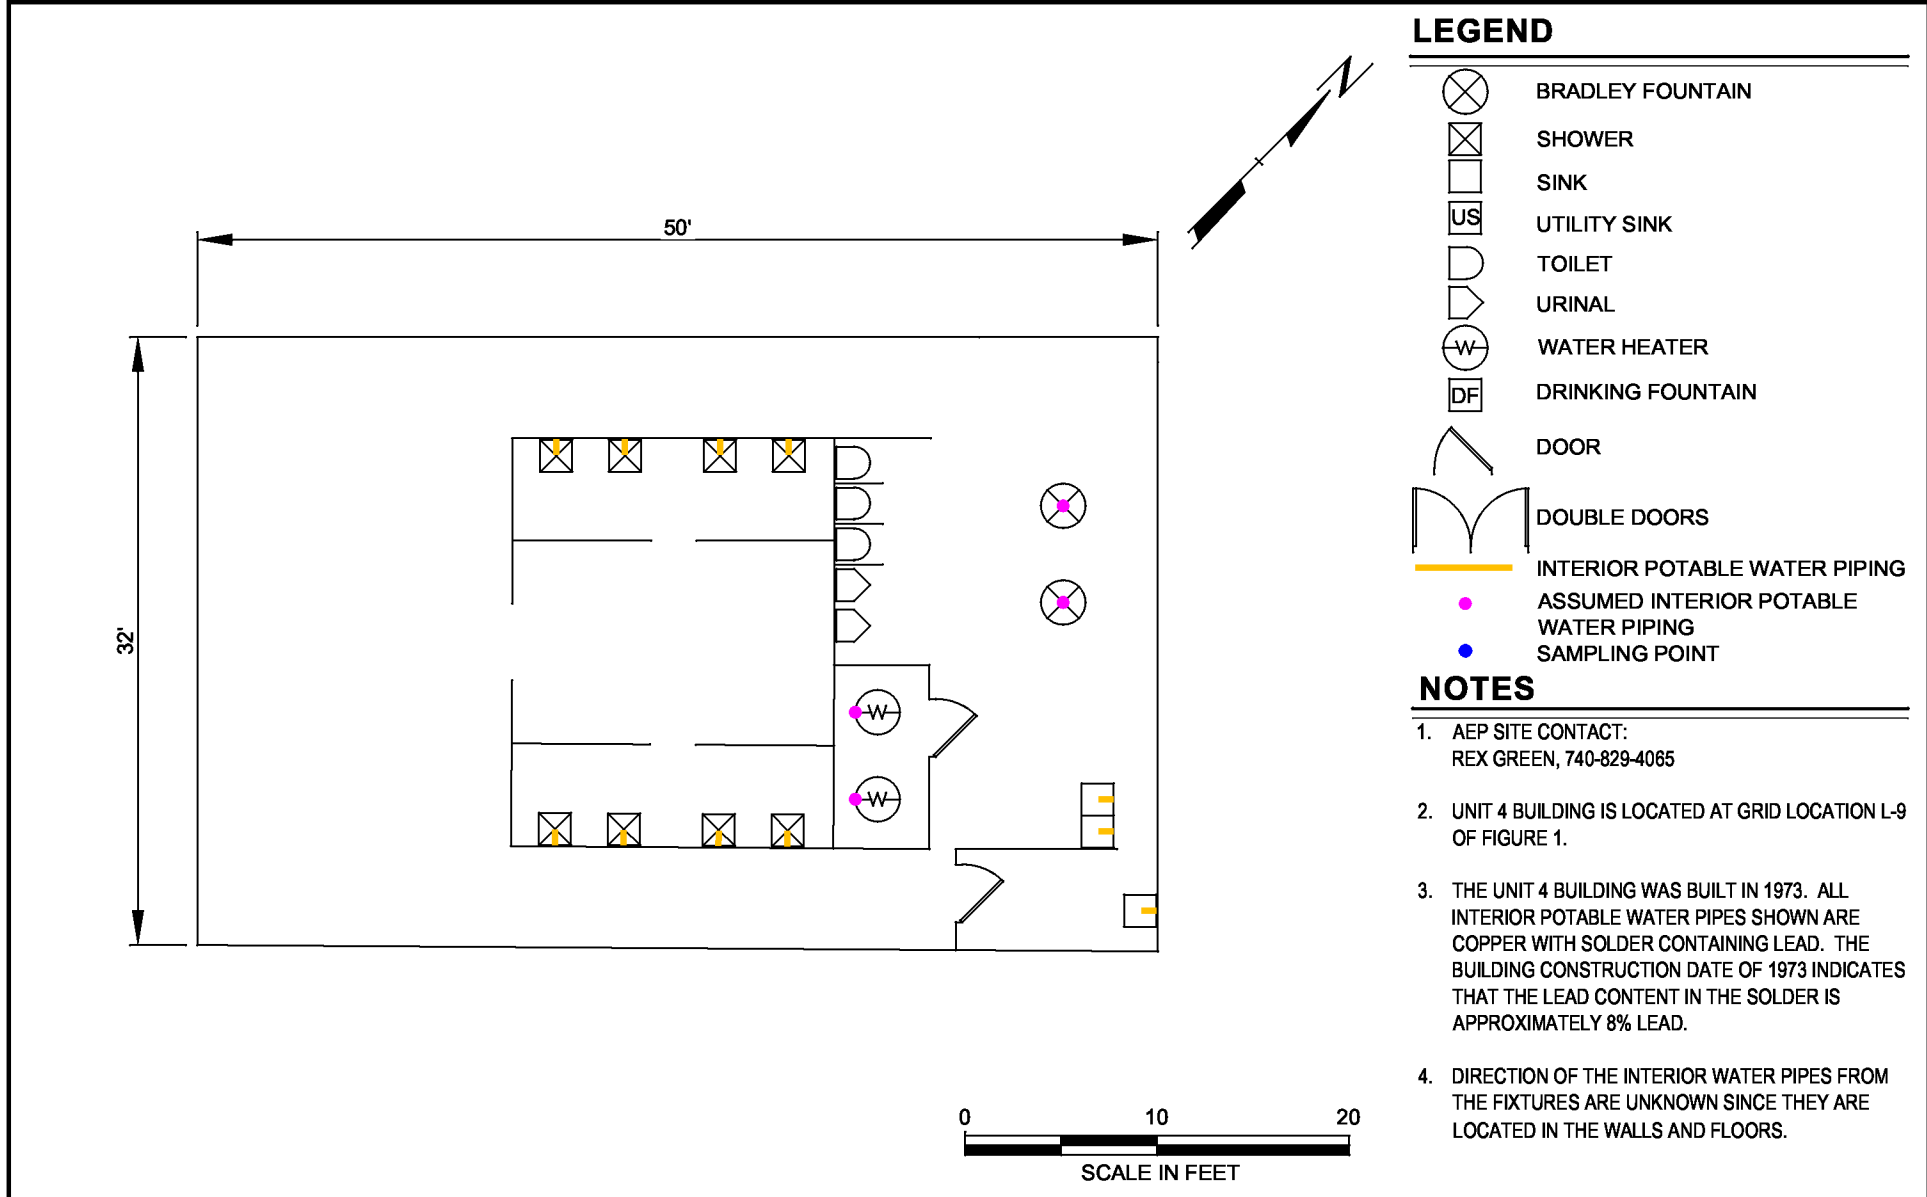 LEGEND
N
BRADLEY FOUNTAIN
SHOWER
SINK
US UTILITY SINK
TOILET
URINAL
W WATER HEATER
DF DRINKING FOUNTAIN
DOOR
DOUBLE DOORS
INTERIOR POTABLE WATER PIPING
ASSUMED INTERIOR POTABLE
WATER PIPING
SAMPLING POINT
50'
32'
W
W
NOTES
1. AEP SITE CONTACT:
REX GREEN, 740-829-4065
2. UNIT 4 BUILDING IS LOCATED AT GRID LOCATION L-9
OF FIGURE 1.
3. THE UNIT 4 BUILDING WAS BUILT IN 1973. ALL
INTERIOR POTABLE WATER PIPES SHOWN ARE
COPPER WITH SOLDER CONTAINING LEAD. THE
BUILDING CONSTRUCTION DATE OF 1973 INDICATES
THAT THE LEAD CONTENT IN THE SOLDER IS
APPROXIMATELY 8% LEAD.
4. DIRECTION OF THE INTERIOR WATER PIPES FROM
THE FIXTURES ARE UNKNOWN SINCE THEY ARE
LOCATED IN THE WALLS AND FLOORS.
0 10 20
SCALE IN FEET